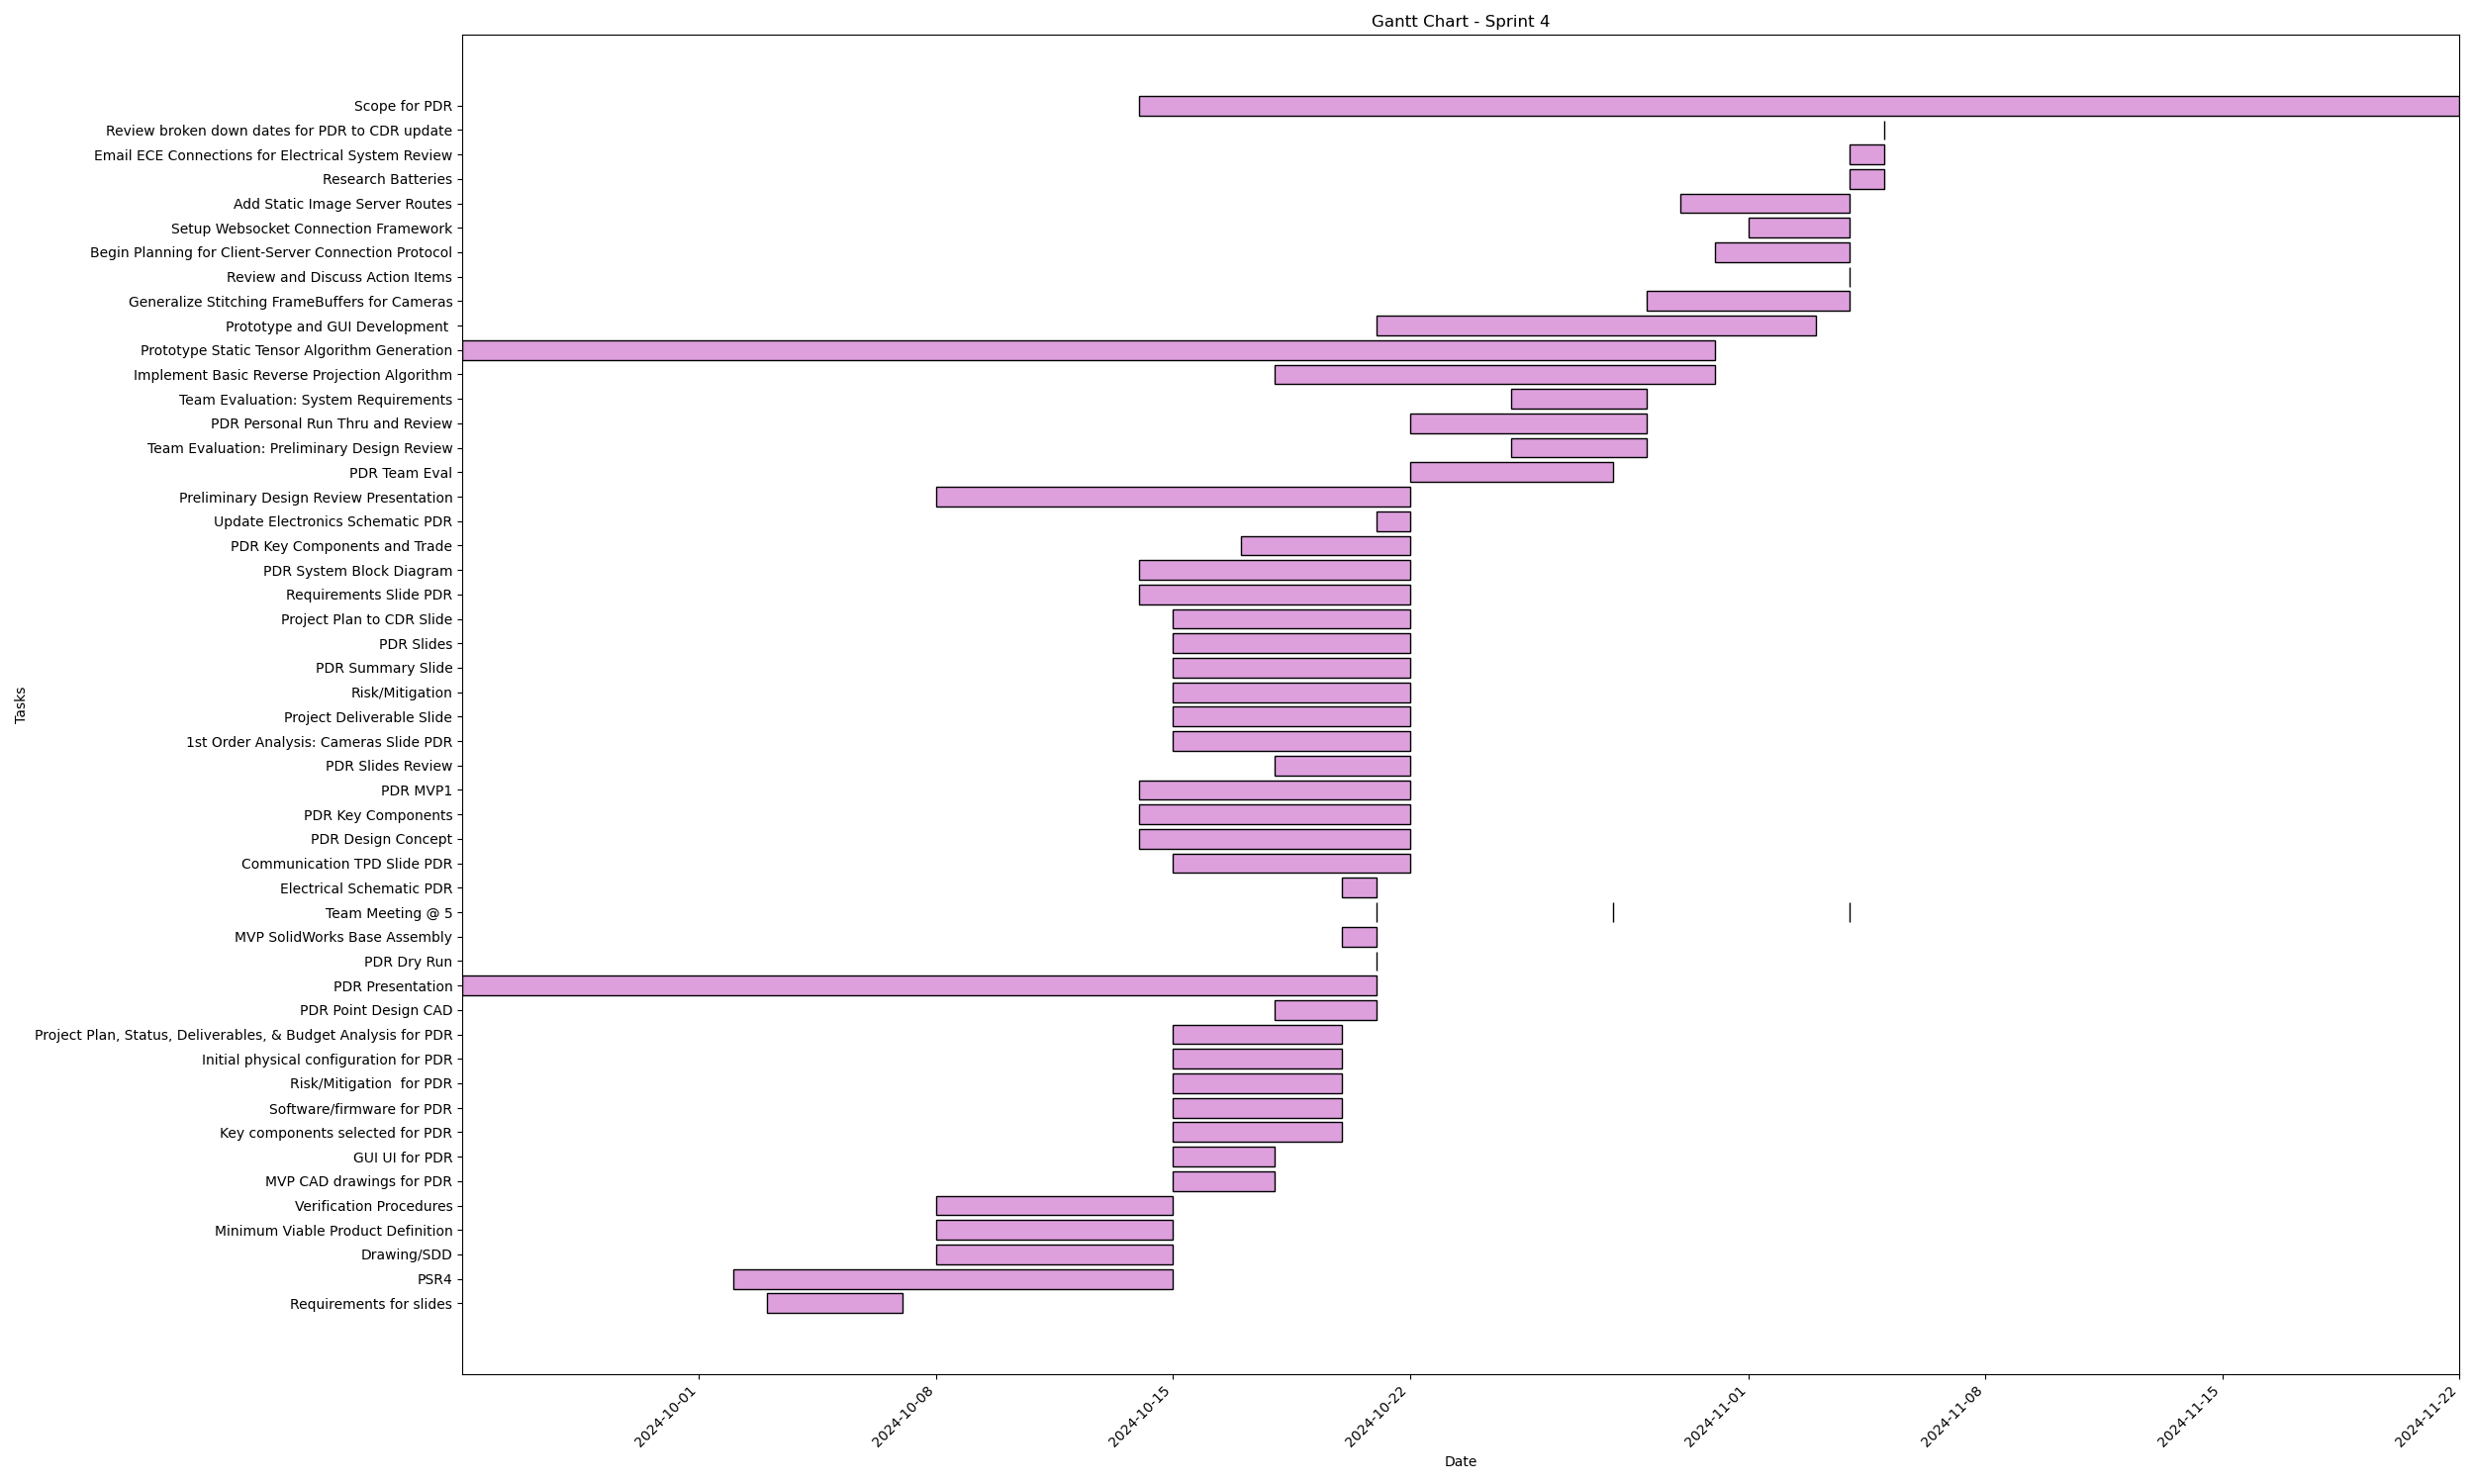 Gantt Chart - Sprint 4
Tasks
Scope for PDR
Review broken down dates for PDR to CDR update
Email ECE Connections for Electrical System Review
Research Batteries
Add Static Image Server Routes
Setup Websocket Connection Framework
Begin Planning for Client-Server Connection Protocol
Review and Discuss Action Items
Generalize Stitching FrameBuffers for Cameras
Prototype and GUI Development
Prototype Static Tensor Algorithm Generation
Implement Basic Reverse Projection Algorithm
Team Evaluation: System Requirements
PDR Personal Run Thru and Review
Team Evaluation: Preliminary Design Review
PDR Team Eval
Preliminary Design Review Presentation
Update Electronics Schematic PDR
PDR Key Components and Trade
PDR System Block Diagram
Requirements Slide PDR
Project Plan to CDR Slide
PDR Slides
PDR Summary Slide
Risk/Mitigation
Project Deliverable Slide
1st Order Analysis: Cameras Slide PDR
PDR Slides Review
PDR MVP1
PDR Key Components
PDR Design Concept
Communication TPD Slide PDR
Electrical Schematic PDR
Team Meeting @ 5
MVP SolidWorks Base Assembly
PDR Dry Run
PDR Presentation
PDR Point Design CAD
Project Plan, Status, Deliverables, & Budget Analysis for PDR
Initial physical configuration for PDR
Risk/Mitigation  for PDR
Software/firmware for PDR
Key components selected for PDR
GUI UI for PDR
MVP CAD drawings for PDR
Verification Procedures
Minimum Viable Product Definition
Drawing/SDD
PSR4
Requirements for slides
2024-10-01
2024-10-08
2024-10-15
2024-10-22
2024-11-01
2024-11-08
2024-11-15
2024-11-22
Date